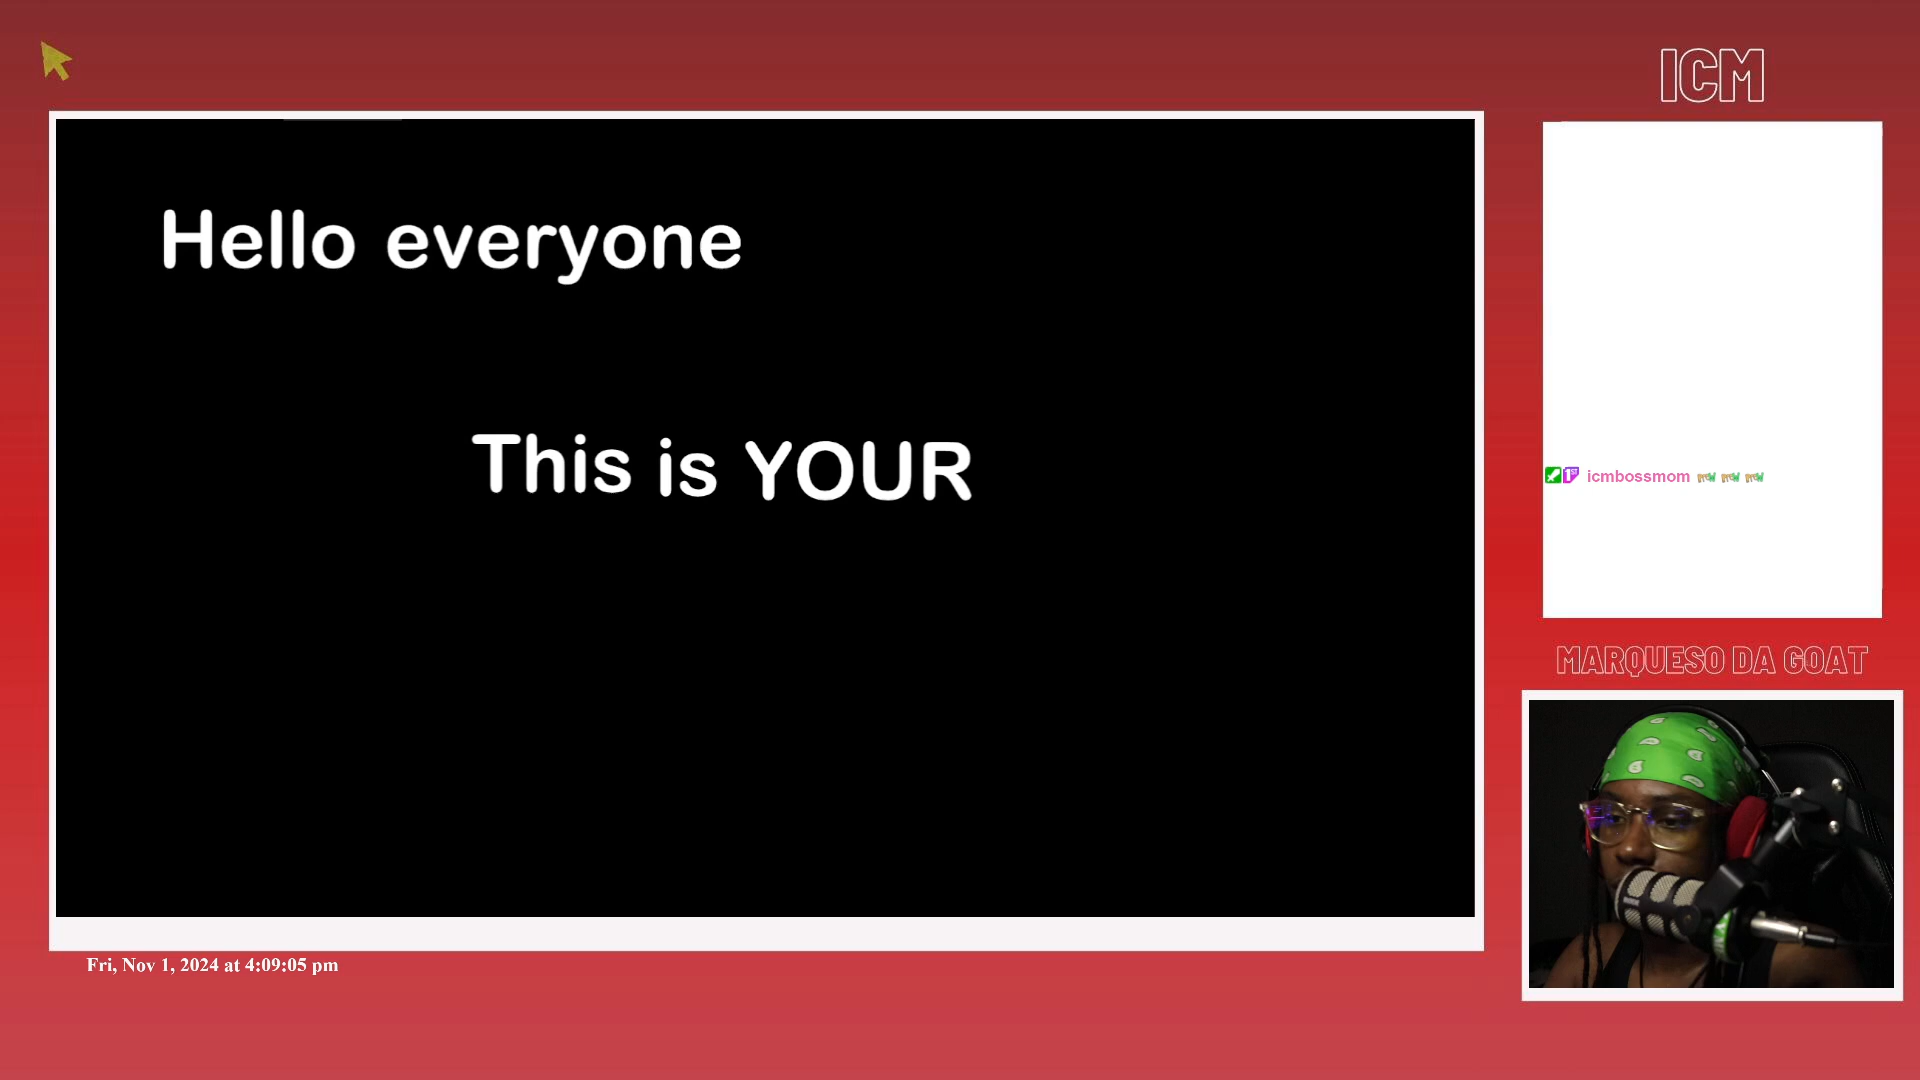 ICM
Hello everyone
This is YOUR
icmbossmom
MARQUESO DA GOAT
Fri, Nov 1, 2024 at 4:09:05 pm